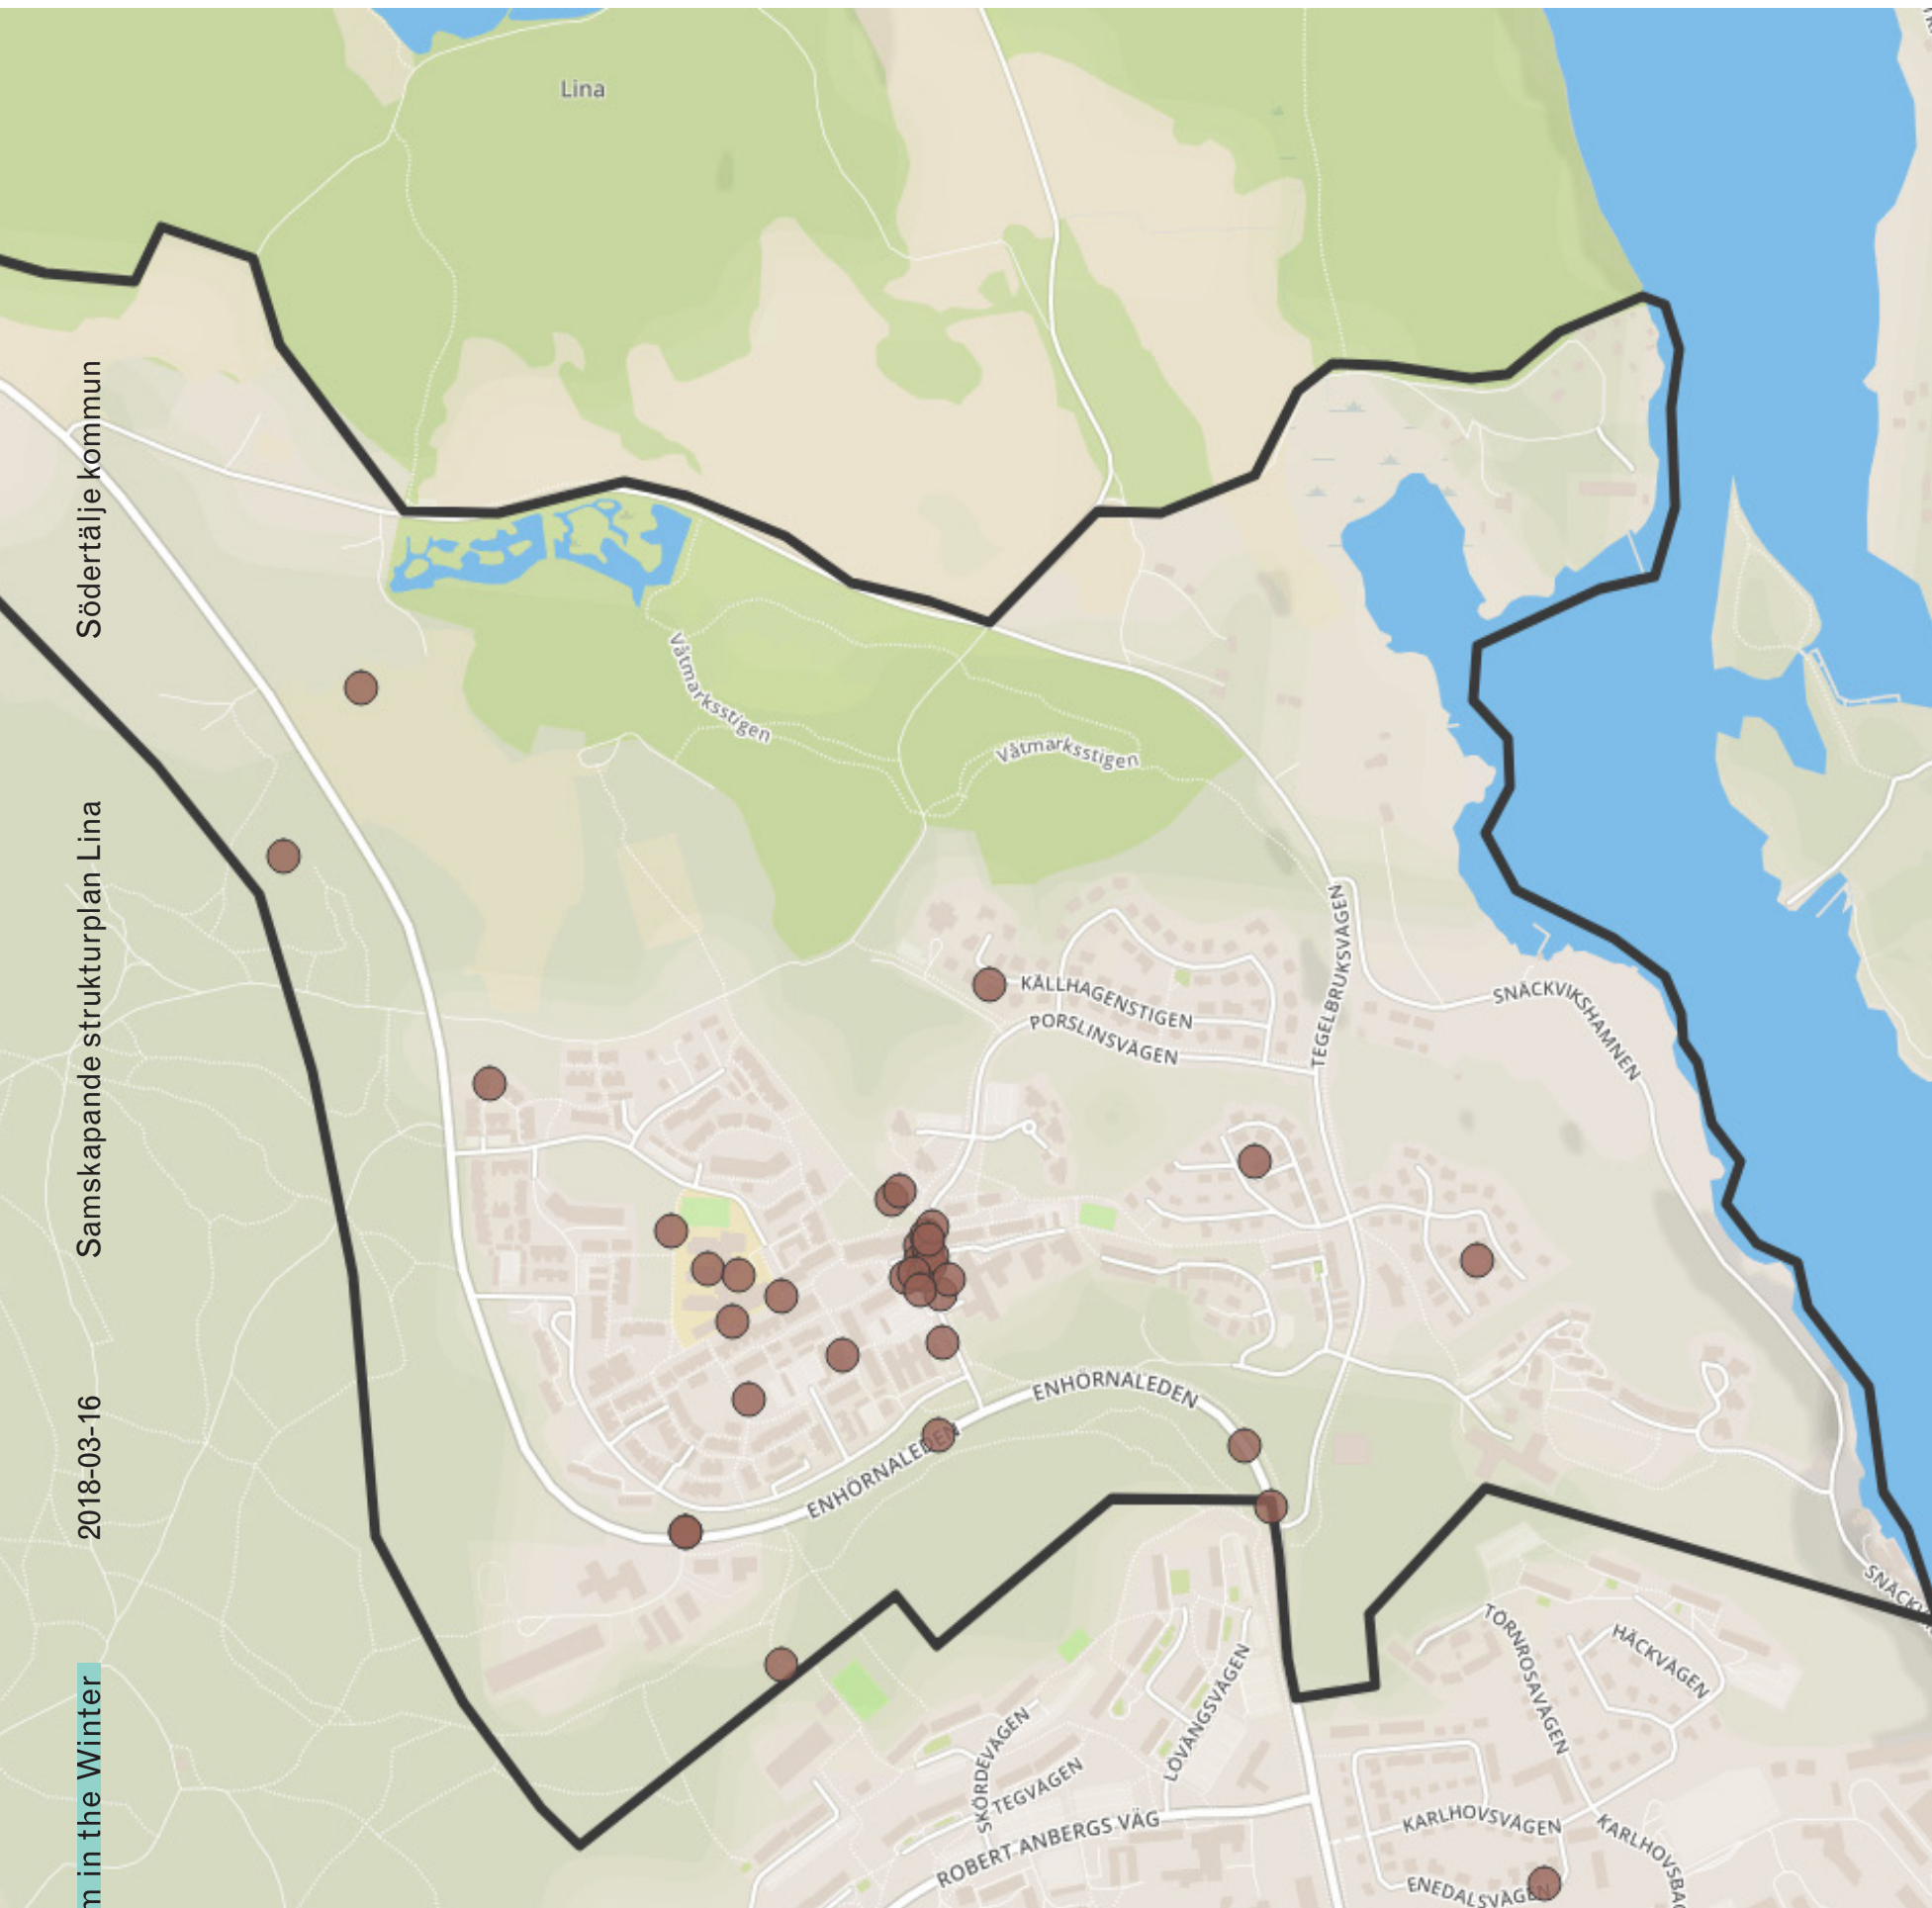 Södertälje kommun
Samskapande strukturplan Lina
2018-03-16
in the Winter
Lina
Våtmarksstigen
Våtmarksstigen
KÄLLHAGENSTIGEN
PORSLINSVÄGEN
TEGELBRUKSVÄGEN
SNÄCKVIKSHAMNEN
ENHÖRNALEDEN
ENHÖRNALEDEN
TÖRNROSAVÄGEN
HÄCKVÄGEN
LÖVÄNGSVÄGEN
SKÖRDEVÄGEN
TEGVÄGEN
ROBERT ANBERGS VÄG
KARLHOVSVÄGEN
ENEDALSVÄGEN